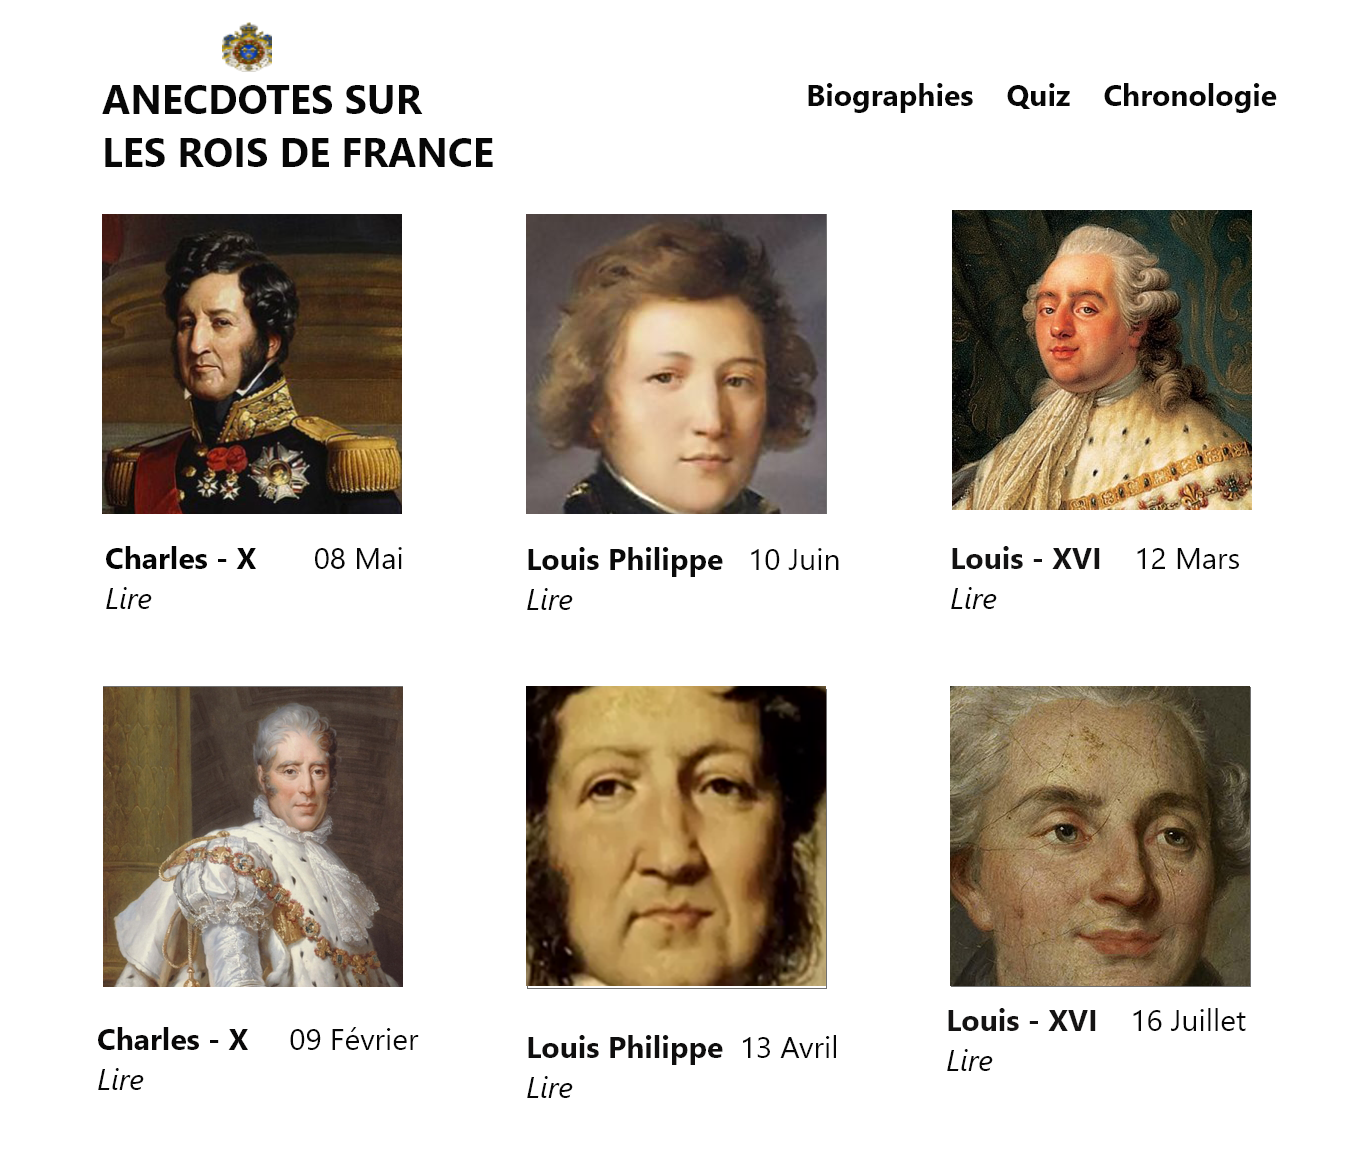 ANECDOTES SUR
LES ROIS DE FRANCE
Biographies Quiz Chronologie
Charles - X 08 Mai
Lire
Louis Philippe 10 Juin
Lire
Louis - XVI 12 Mars
Lire
Charles - X 09 Février
Lire
Louis Philippe 13 Avril
Lire
Louis - XVI 16 Juillet
Lire